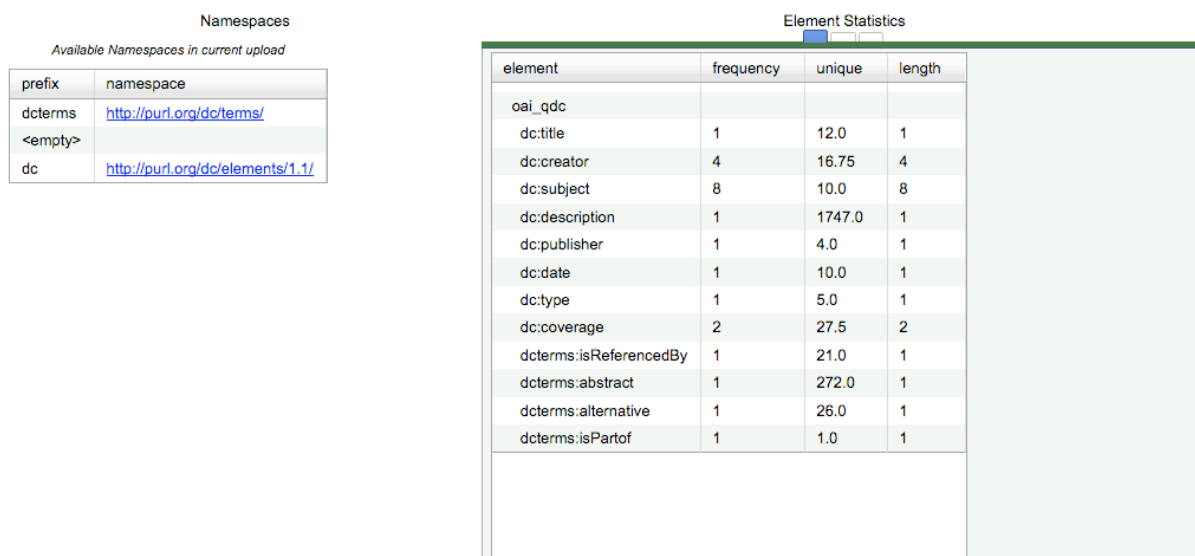 Namespaces
Available Namespaces in current upload
prefix namespace
dcterms http://purl.org/dc/terms/
<empty>
dc http://purl.org/dc/elements/1.1/
Element Statistics
element frequency unique length
oai_qdc
dc:title 1 12.0 1
dc:creator 4 16.75 4
dc:subject 8 10.0 8
dc:description 1 1747.0 1
dc:publisher 1 4.0 1
dc:date 1 10.0 1
dc:type 1 5.0 1
dc:coverage 2 27.5 2
dcterms:isReferencedBy 1 21.0 1
dcterms:abstract 1 272.0 1
dcterms:alternative 1 26.0 1
dcterms:isPartof 1 1.0 1